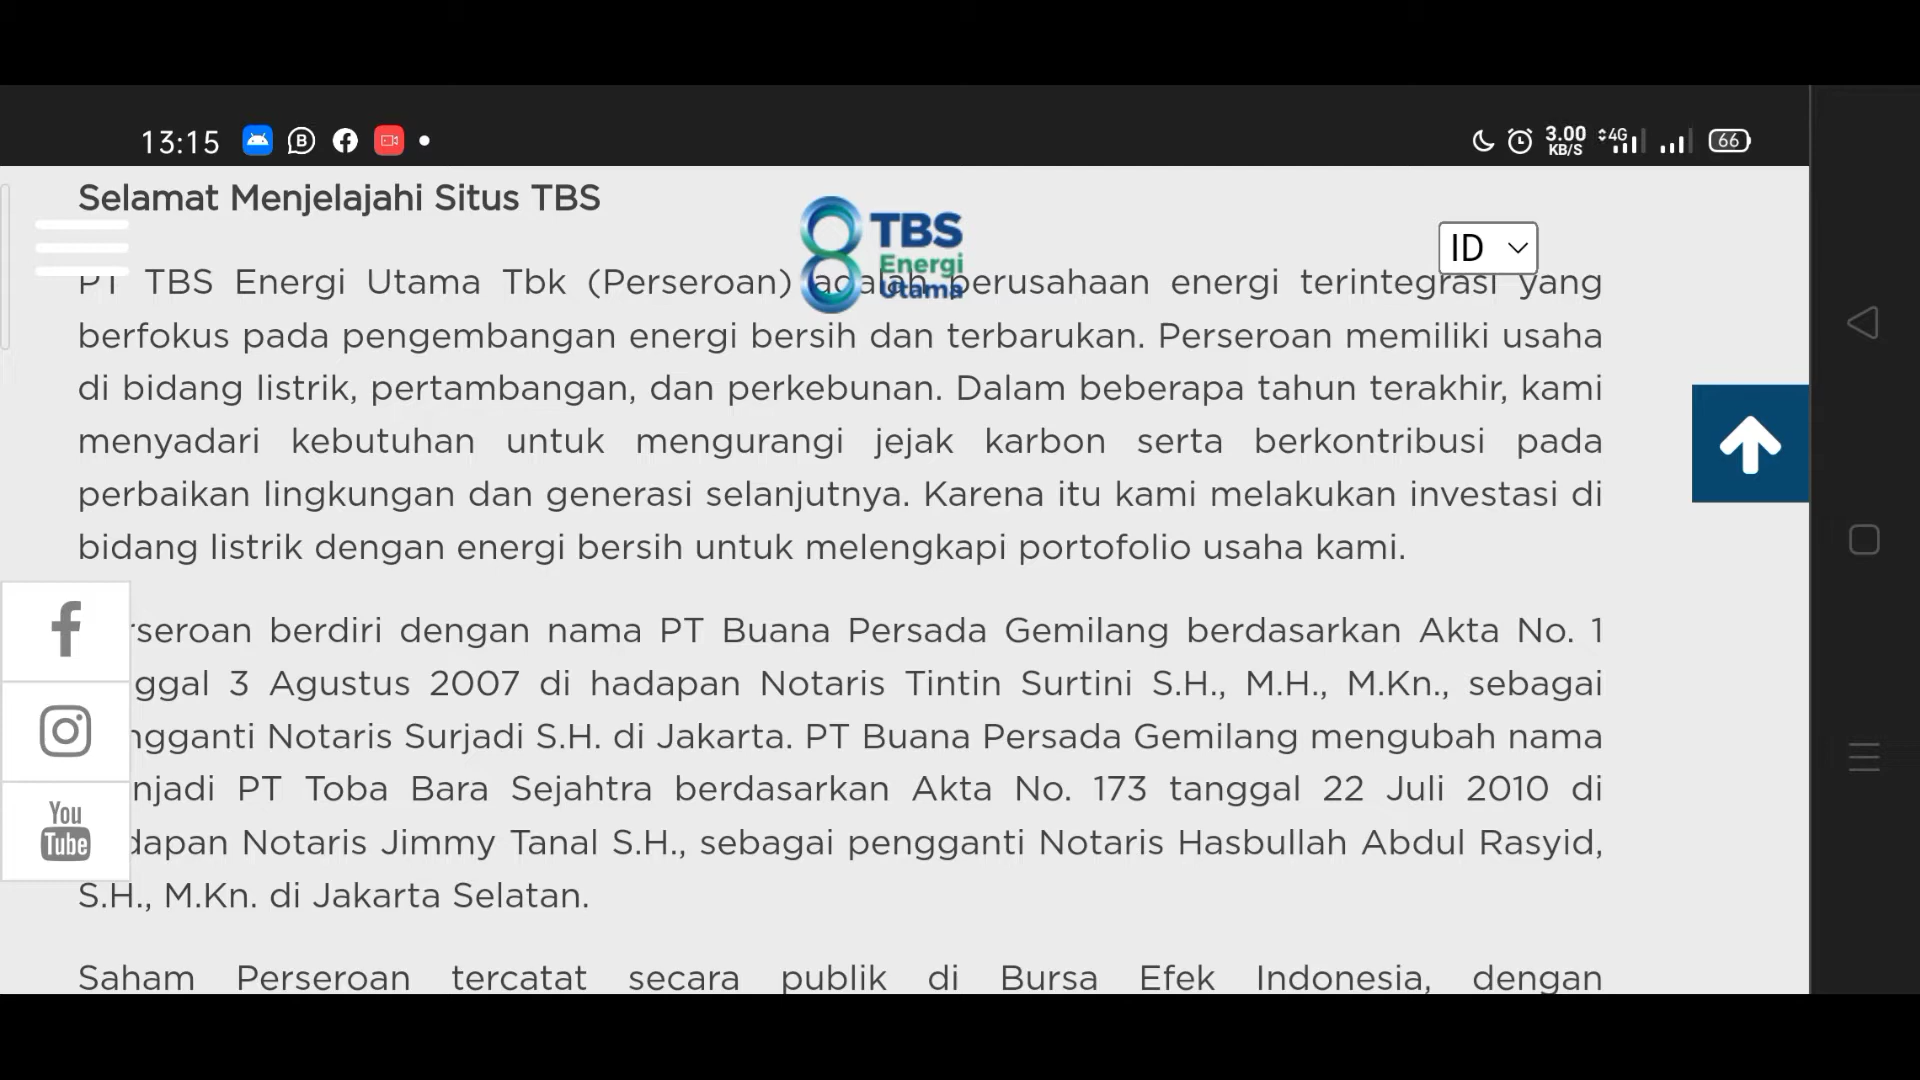 13:15
3.00
KB/S
4G
66
Selamat Menjelajahi Situs TBS
TBS
Energi
Utama
ID
PT TBS Energi Utama Tbk (Perseroan) adalah perusahaan energi terintegrasi yang
berfokus pada pengembangan energi bersih dan terbarukan. Perseroan memiliki usaha
di bidang listrik, pertambangan, dan perkebunan. Dalam beberapa tahun terakhir, kami
menyadari kebutuhan untuk mengurangi jejak karbon serta berkontribusi pada
perbaikan lingkungan dan generasi selanjutnya. Karena itu kami melakukan investasi di
bidang listrik dengan energi bersih untuk melengkapi portofolio usaha kami.
rseroan berdiri dengan nama PT Buana Persada Gemilang berdasarkan Akta No. 1
ggal 3 Agustus 2007 di hadapan Notaris Tintin Surtini S.H., M.H., M.Kn., sebagai
ngganti Notaris Surjadi S.H. di Jakarta. PT Buana Persada Gemilang mengubah nama
njadi PT Toba Bara Sejahtra berdasarkan Akta No. 173 tanggal 22 Juli 2010 di
dapan Notaris Jimmy Tanal S.H., sebagai pengganti Notaris Hasbullah Abdul Rasyid,
S.H., M.Kn. di Jakarta Selatan.
You
Tube
Saham Perseroan tercatat secara publik di Bursa Efek Indonesia, dengan